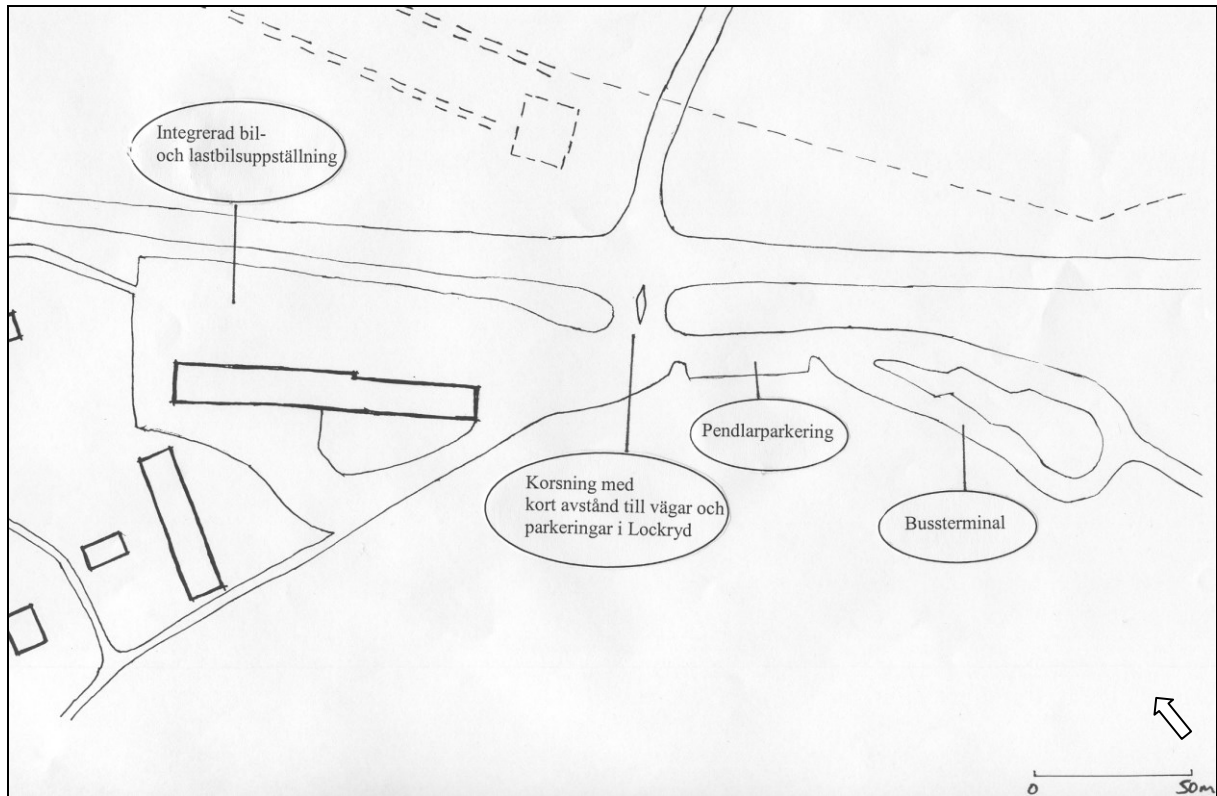 Integrerad bil-
och lastbilsuppställning
Pendlarparkering
Korsning med
kort avstånd till vägar och
parkeringar i Lockryd
Bussterminal
0 50m